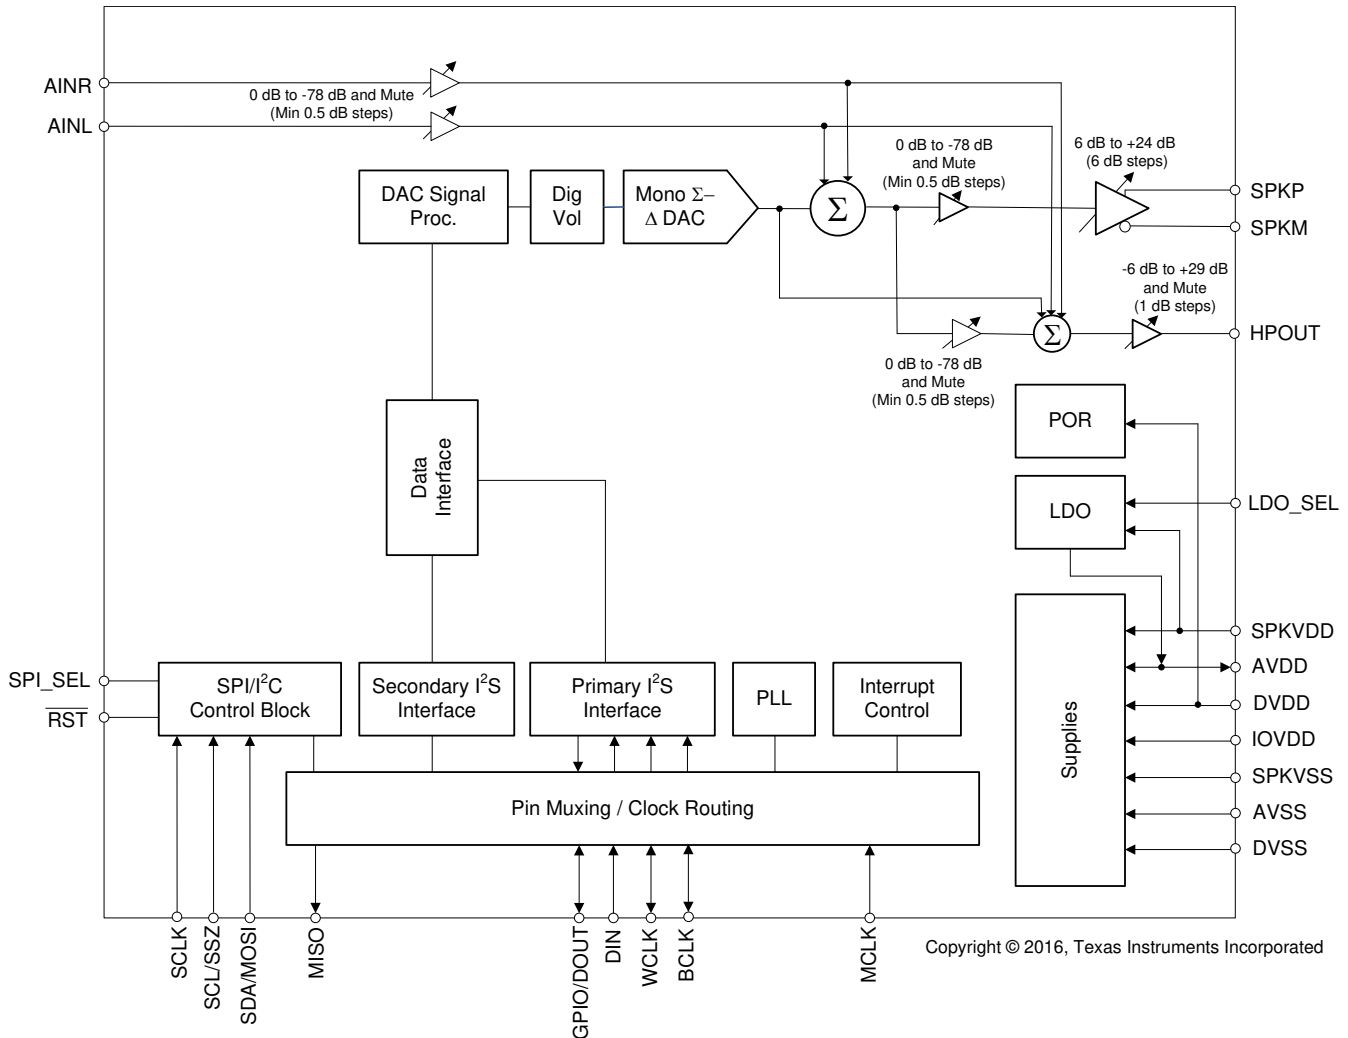 AINR
0 dB to -78 dB and Mute
(Min 0.5 dB steps)
AINL
0 dB to -78 dB
and Mute
(Min 0.5 dB steps)
6 dB to +24 dB
(6 dB steps)
DAC Signal
Proc.
Dig
Vol
Mono Σ–
Δ DAC
Σ
SPKP
SPKM
-6 dB to +29 dB
and Mute
(1 dB steps)
Σ
HPOUT
0 dB to -78 dB
and Mute
(Min 0.5 dB steps)
POR
Data
Interface
LDO
LDO_SEL
SPKVDD
AVDD
DVDD
IOVDD
SPKVSS
AVSS
DVSS
Supplies
SPI_SEL
RST
SPI/I²C
Control Block
Secondary I²S
Interface
Primary I²S
Interface
PLL
Interrupt
Control
Pin Muxing / Clock Routing
SCLK
SCL/SSZ
SDA/MOSI
MISO
GPIO/DOUT
DIN
WCLK
BCLK
MCLK
Copyright © 2016, Texas Instruments Incorporated